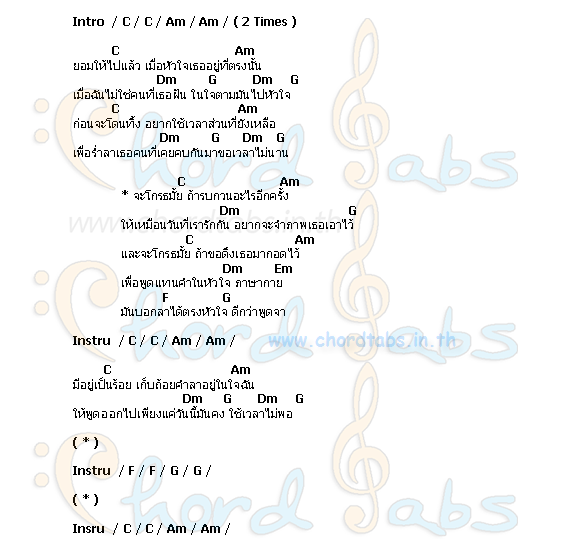 Intro / C / C / Am / Am / ( 2 Times )
C Am
ยอมให้ไปแล้ว เมื่อหัวใจเธออยู่ที่ตรงนั้น
Dm G Dm G
เมื่อฉันไม่ใช่คนที่เธอฝัน ในใจตามมันไปหัวใจ
C Am
ก่อนจะโดนทิ้ง อยากใช้เวลาส่วนที่ยังเหลือ
Dm G Dm G
เพื่อร่ำลาเธอคนที่เคยคบกันมาขอเวลาไม่นาน
C Am
* จะโกรธมั้ย ถ้ารบกวนอะไรอีกครั้ง
Dm G
ให้เหมือนวันที่เรารักกัน อยากจะจำภาพเธอเอาไว้
C Am
และจะโกรธมั้ย ถ้าขอดึงเธอมากอดไว้
Dm Em
เพื่อพูดแทนคำในหัวใจ ภาษากาย
F G
มันบอกลาได้ตรงหัวใจ ดีกว่าพูดจา
Instru / C / C / Am / Am /
C Am
มีอยู่เป็นร้อย เก็บถ้อยคำลาอยู่ในใจฉัน
Dm G Dm G
ให้พูดออกไปเพียงแค่วันนี้มันคง ใช้เวลาไม่พอ
( * )
Instru / F / F / G / G /
( * )
Insru / C / C / Am / Am /
Chord Tabs
www.chordtabs.in.th
www.chordtabs.in.th
Chord Tabs
Chord Tabs